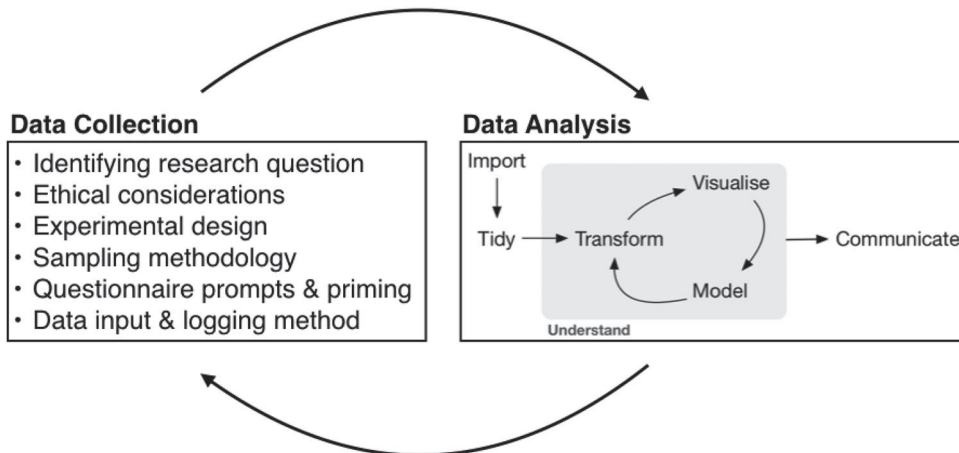 Data Collection
• Identifying research question
• Ethical considerations
• Experimental design
• Sampling methodology
• Questionnaire prompts & priming
• Data input & logging method
Data Analysis
Import
Tidy
Transform
Visualise
Model
Understand
Communicate